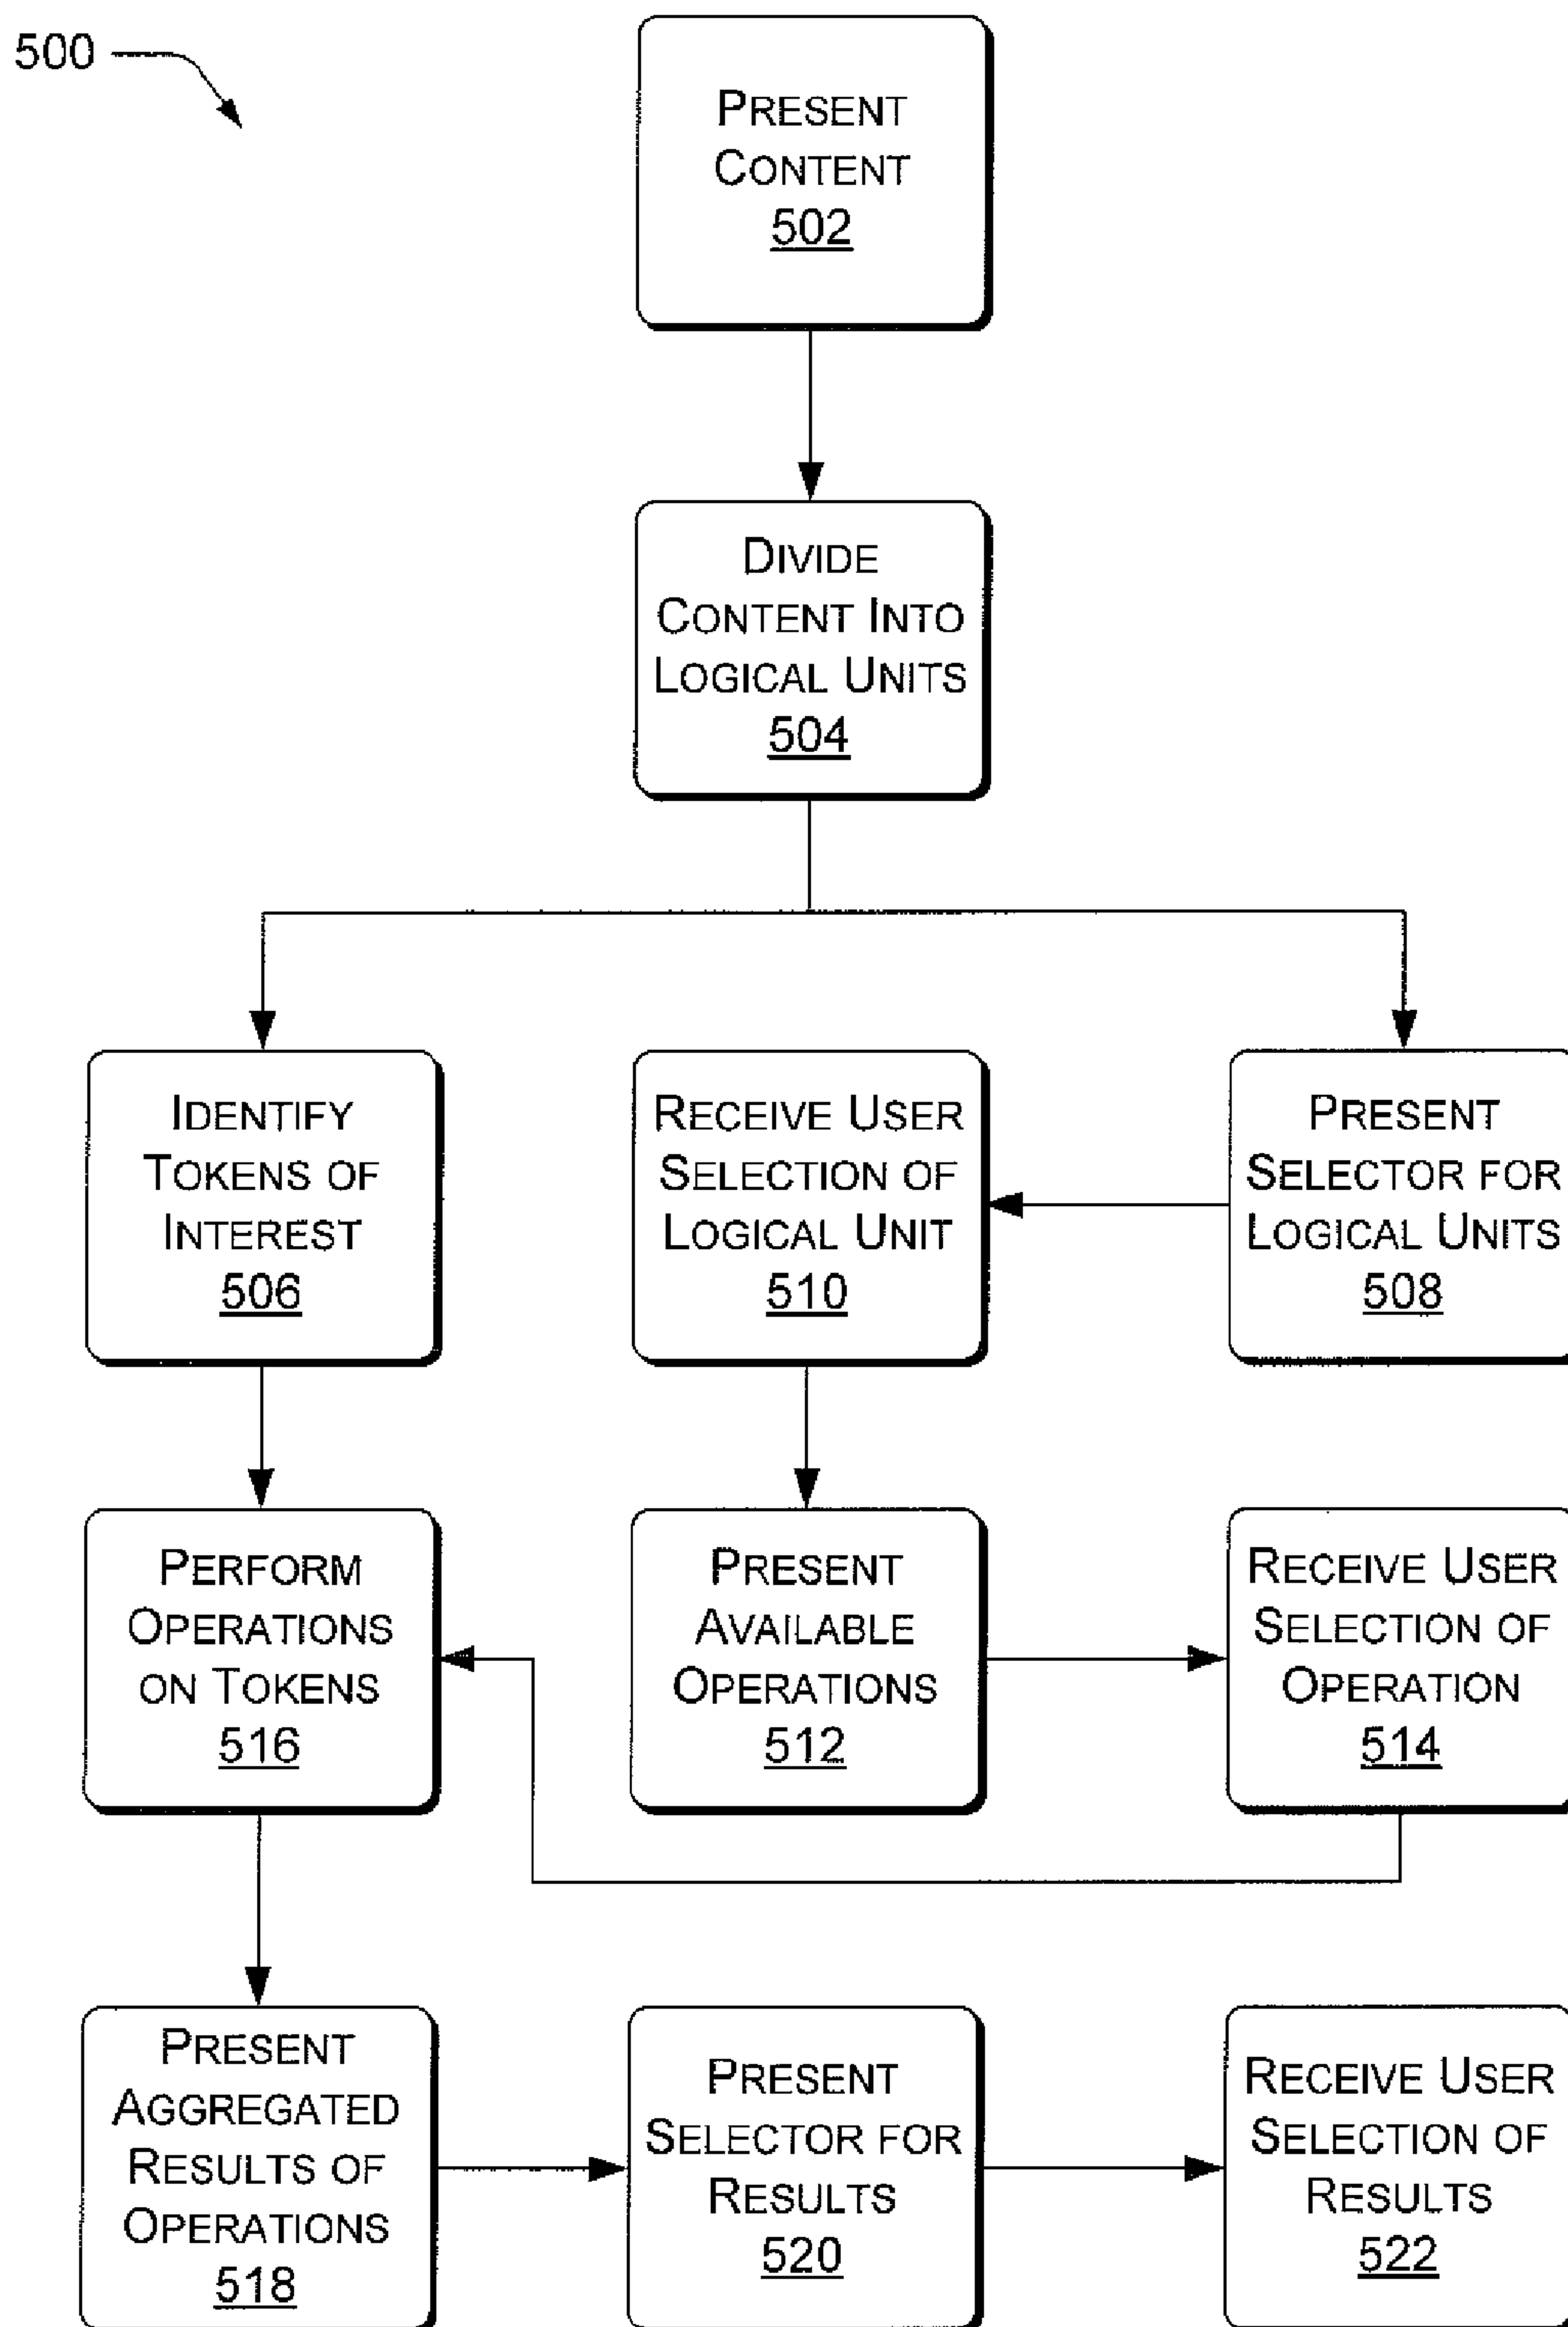 500
PRESENT
CONTENT
502
DIVIDE
CONTENT INTO
LOGICAL UNITS
504
IDENTIFY
TOKENS OF
INTEREST
506
RECEIVE USER
SELECTION OF
LOGICAL UNIT
510
PRESENT
SELECTOR FOR
LOGICAL UNITS
508
PERFORM
OPERATIONS
ON TOKENS
516
PRESENT
AVAILABLE
OPERATIONS
512
RECEIVE USER
SELECTION OF
OPERATION
514
PRESENT
AGGREGATED
RESULTS OF
OPERATIONS
518
PRESENT
SELECTOR FOR
RESULTS
520
RECEIVE USER
SELECTION OF
RESULTS
522